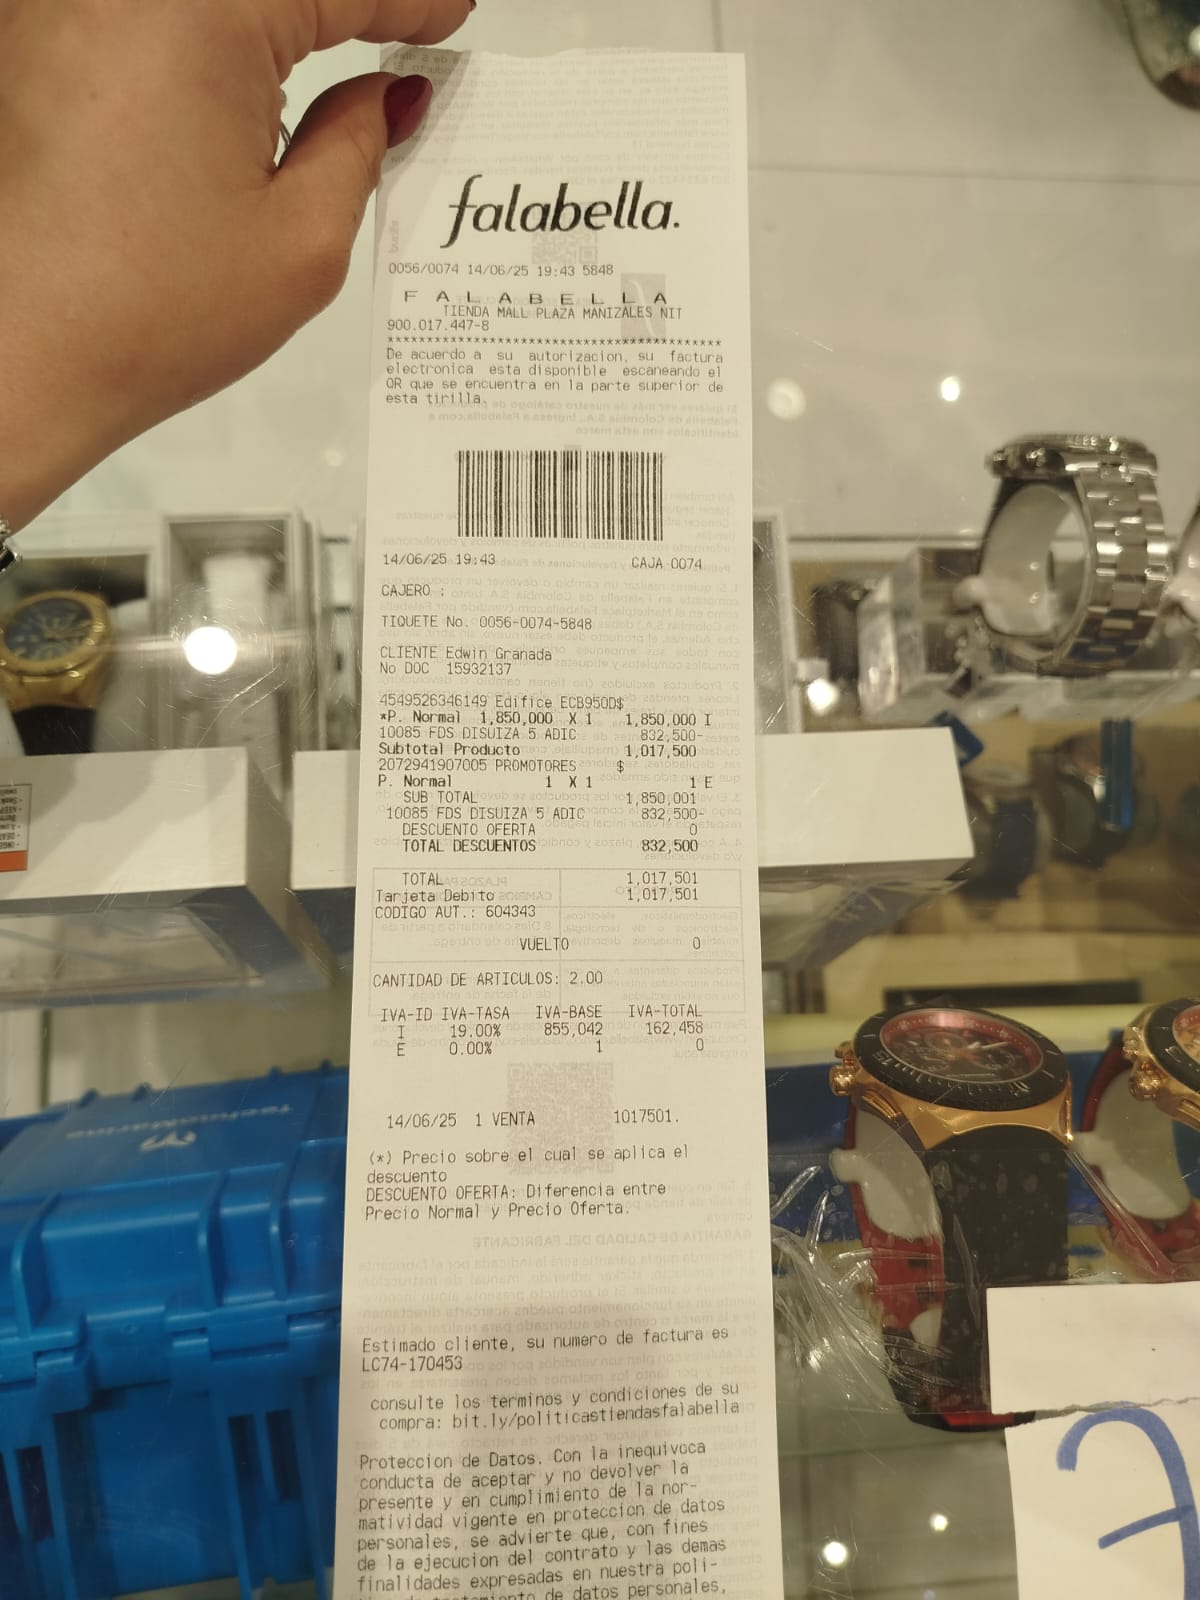 falabella.
0056/0074 14/06/25 19:43 5848
F A L A B E L L A
TIENDA MALL PLAZA MANIZALES NIT
900.017.447-8
******************************************
De acuerdo a su autorizacion, su factura
electronica esta disponible escaneando el
QR que se encuentra en la parte superior de
esta tirilla.
14/06/25 19:43 CAJA 0074
CAJERO :
TIQUETE No. 0056-0074-5848
CLIENTE Edwin Granada
No DOC 15932137
4549526346149 Edifice ECB950D$
*P. Normal 1,850,000 X 1 1,850,000 I
10085 FDS DISUIZA 5 ADIC 832,500-
Subtotal Producto 1,017,500
2072941907005 PROMOTORES $
P. Normal 1 X 1 1 E
SUB TOTAL 1,850,001
10085 FDS DISUIZA 5 ADIC 832,500-
DESCUENTO OFERTA 0
TOTAL DESCUENTOS 832,500
TOTAL 1,017,501
Tarjeta Debito 1,017,501
CODIGO AUT.: 604343
VUELTO 0
CANTIDAD DE ARTICULOS: 2.00
IVA-ID IVA-TASA IVA-BASE IVA-TOTAL
I 19.00% 855,042 162,458
E 0.00% 1 0
14/06/25 1 VENTA 1017501.
(*) Precio sobre el cual se aplica el
descuento
DESCUENTO OFERTA: Diferencia entre
Precio Normal y Precio Oferta.
Estimado cliente, su numero de factura es
LC74-170453
consulte los terminos y condiciones de su
compra: bit.ly/politicastiendasfalabella
Proteccion de Datos. Con la inequivoca
conducta de aceptar y no devolver la
presente y en cumplimiento de la nor-
matividad vigente en proteccion de datos
personales, se advierte que, con fines
de la ejecucion del contrato y las demas
finalidades expresadas en nuestra poli-
tica de tratamiento de datos personales,
TechnoMarine